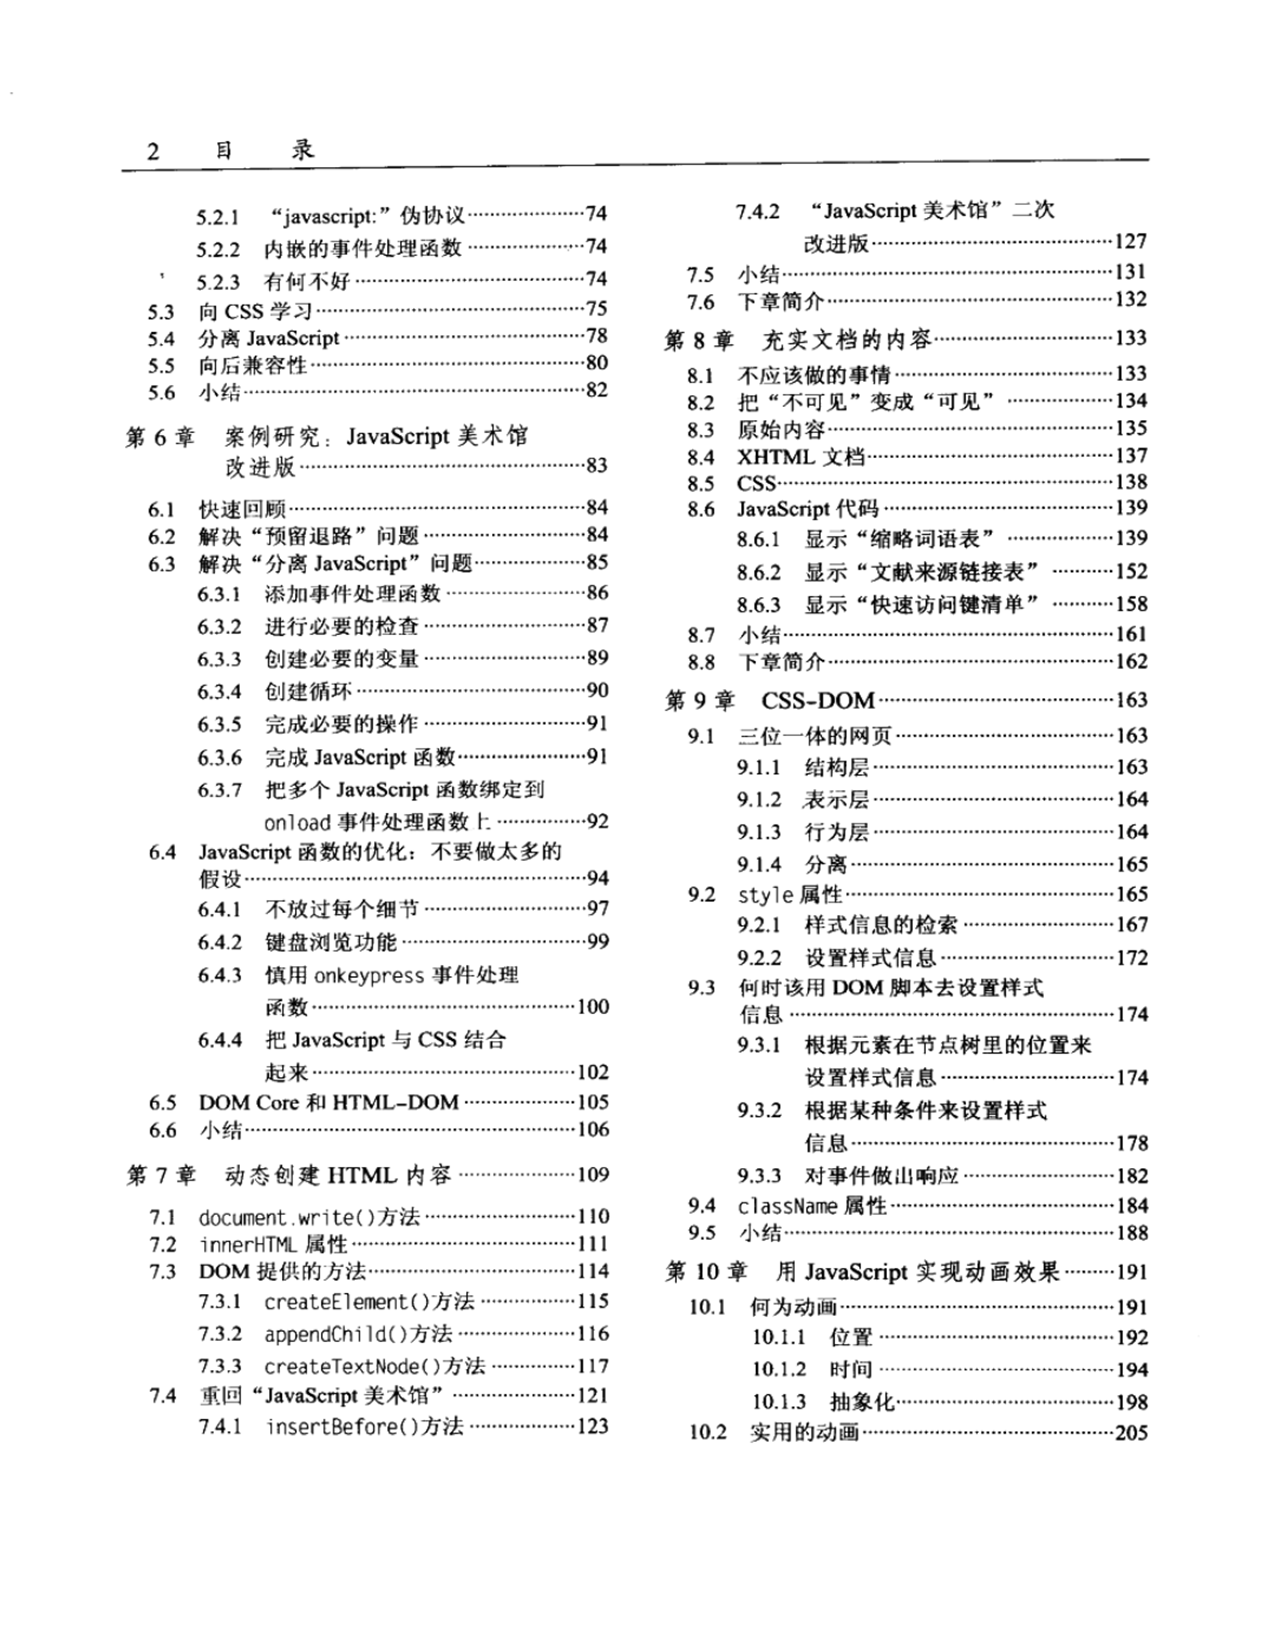 2 目 录
5.2.1 “javascript:”伪协议…………………74
5.2.2 内嵌的事件处理函数…………………74
5.2.3 有何不好…………………74
5.3 向 CSS 学习…………………75
5.4 分离 JavaScript…………………78
5.5 向后兼容性…………………80
5.6 小结…………………82
第 6 章 案例研究：JavaScript 美术馆
改进版…………………83
6.1 快速回顾…………………84
6.2 解决“预留退路”问题…………………84
6.3 解决“分离 JavaScript”问题…………………85
6.3.1 添加事件处理函数…………………86
6.3.2 进行必要的检查…………………87
6.3.3 创建必要的变量…………………89
6.3.4 创建循环…………………90
6.3.5 完成必要的操作…………………91
6.3.6 完成 JavaScript 函数…………………91
6.3.7 把多个 JavaScript 函数绑定到
onload 事件处理函数上…………………92
6.4 JavaScript 函数的优化：不要做太多的
假设…………………94
6.4.1 不放过每个细节…………………97
6.4.2 键盘浏览功能…………………99
6.4.3 慎用 onkeypress 事件处理
函数…………………100
6.4.4 把 JavaScript 与 CSS 结合
起来…………………102
6.5 DOM Core 和 HTML-DOM…………………105
6.6 小结…………………106
第 7 章 动态创建 HTML 内容…………………109
7.1 document.write()方法…………………110
7.2 innerHTML 属性…………………111
7.3 DOM 提供的方法…………………114
7.3.1 createElement()方法…………………115
7.3.2 appendChild()方法…………………116
7.3.3 createTextNode()方法…………………117
7.4 重回“JavaScript 美术馆”…………………121
7.4.1 insertBefore()方法…………………123
7.4.2 “JavaScript 美术馆”二次
改进版…………………127
7.5 小结…………………131
7.6 下章简介…………………132
第 8 章 充实文档的内容…………………133
8.1 不应该做的事情…………………133
8.2 把“不可见”变成“可见”…………………134
8.3 原始内容…………………135
8.4 XHTML 文档…………………137
8.5 CSS…………………138
8.6 JavaScript 代码…………………139
8.6.1 显示“缩略词语表”…………………139
8.6.2 显示“文献来源链接表”…………………152
8.6.3 显示“快速访问键清单”…………………158
8.7 小结…………………161
8.8 下章简介…………………162
第 9 章 CSS-DOM…………………163
9.1 三位一体的网页…………………163
9.1.1 结构层…………………163
9.1.2 表示层…………………164
9.1.3 行为层…………………164
9.1.4 分离…………………165
9.2 style 属性…………………165
9.2.1 样式信息的检索…………………167
9.2.2 设置样式信息…………………172
9.3 何时该用 DOM 脚本去设置样式
信息…………………174
9.3.1 根据元素在节点树里的位置来
设置样式信息…………………174
9.3.2 根据某种条件来设置样式
信息…………………178
9.3.3 对事件做出响应…………………182
9.4 className 属性…………………184
9.5 小结…………………188
第 10 章 用 JavaScript 实现动画效果…………………191
10.1 何为动画…………………191
10.1.1 位置…………………192
10.1.2 时间…………………194
10.1.3 抽象化…………………198
10.2 实用的动画…………………205